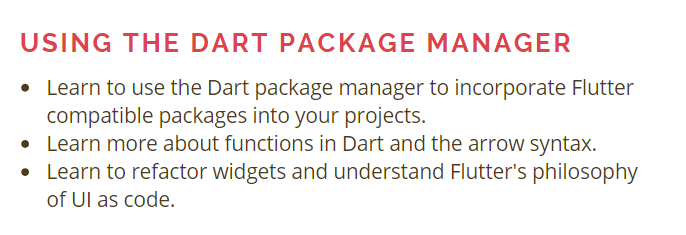 USING THE DART PACKAGE MANAGER
• Learn to use the Dart package manager to incorporate Flutter
compatible packages into your projects.
• Learn more about functions in Dart and the arrow syntax.
• Learn to refactor widgets and understand Flutter's philosophy
of UI as code.